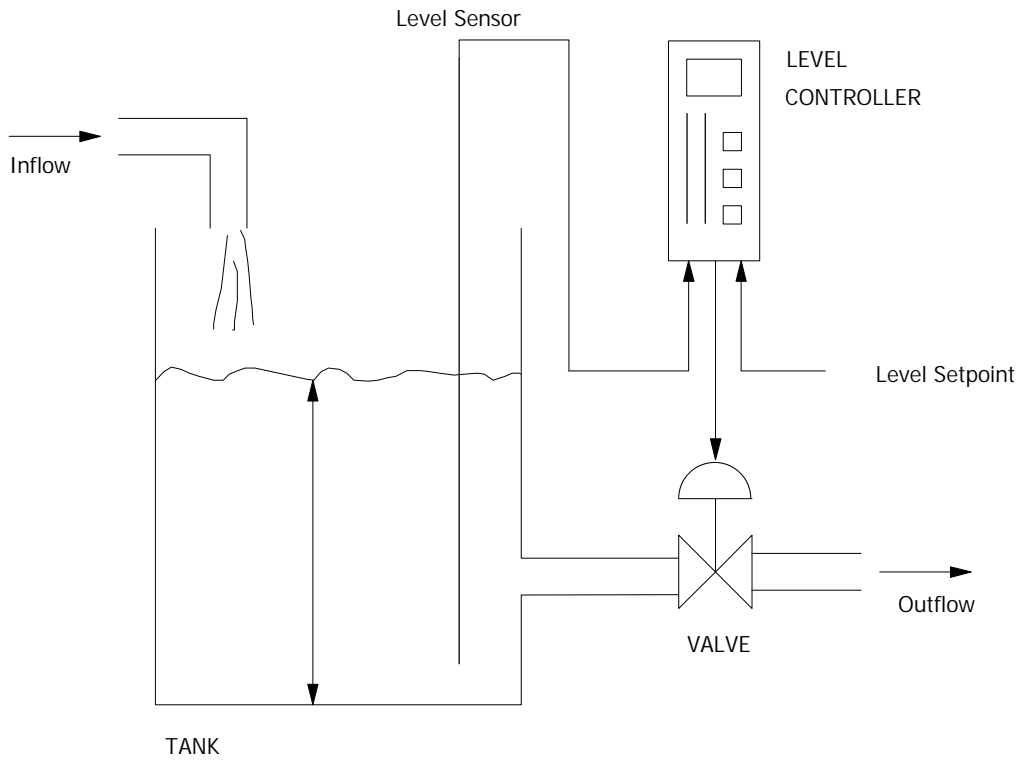 Level Sensor
LEVEL
CONTROLLER
Inflow
Level Setpoint
Outflow
VALVE
TANK